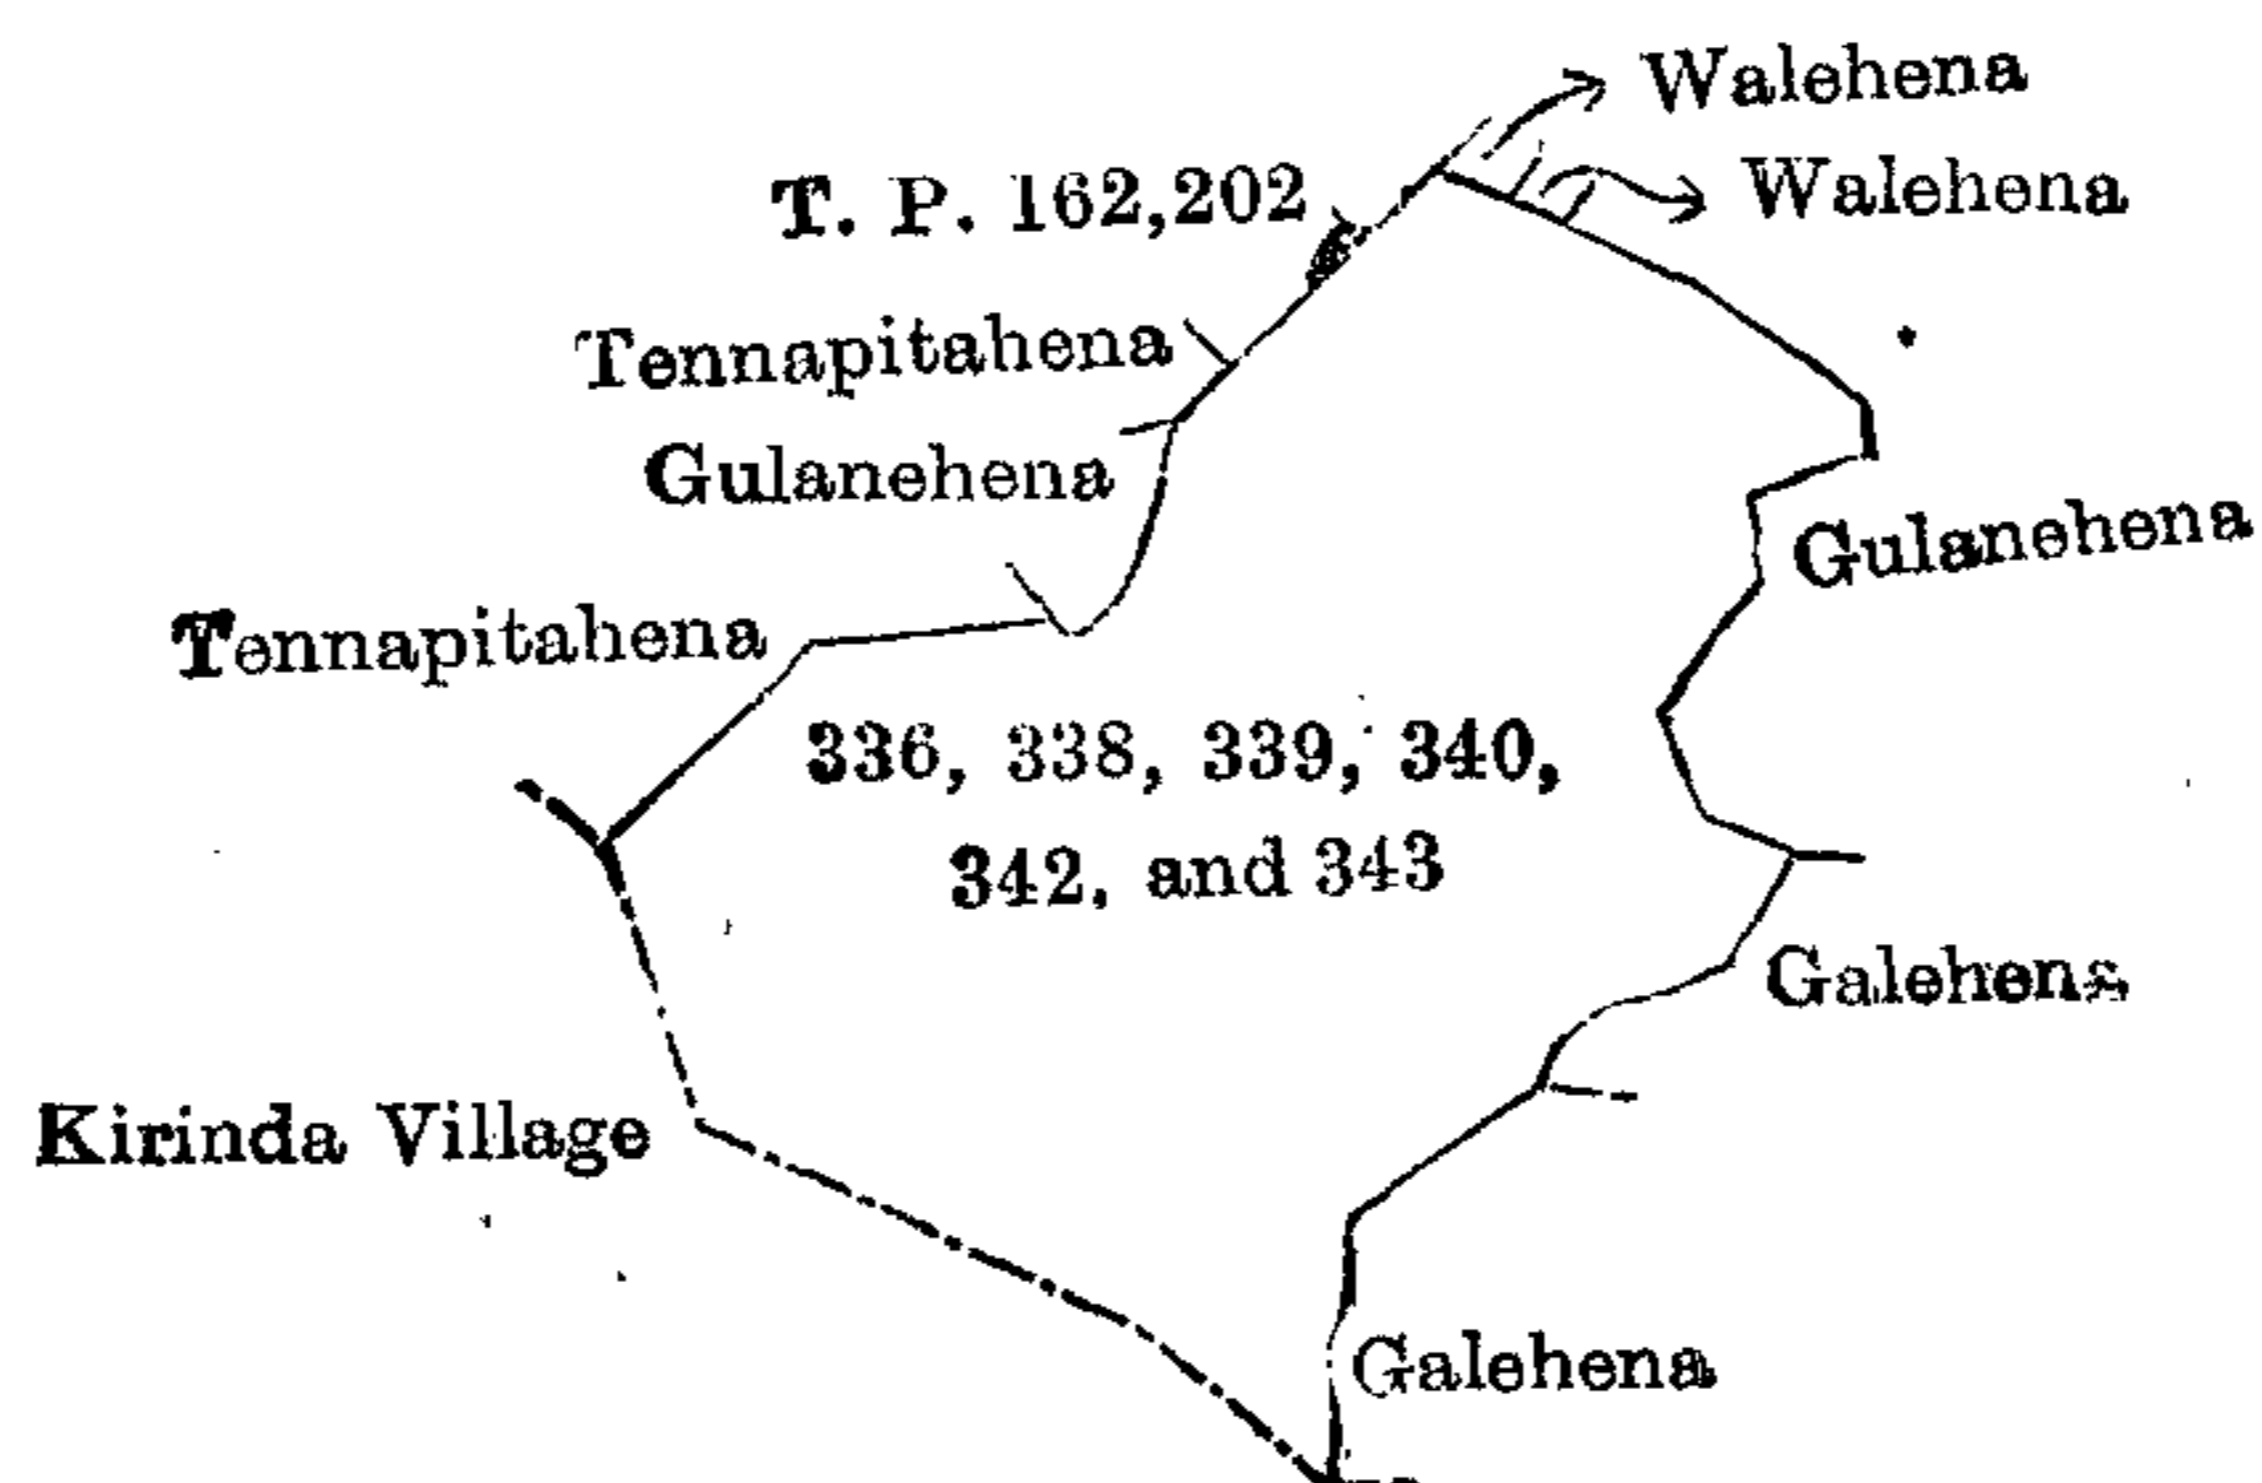 Walehena
Walehena
T. P. 162,202
Tennapitahena
Gulanehena
Gulanehena
Tennapitahena
336, 338, 339, 340,
342, and 343
Galehena
Kirinda Village
Galehena